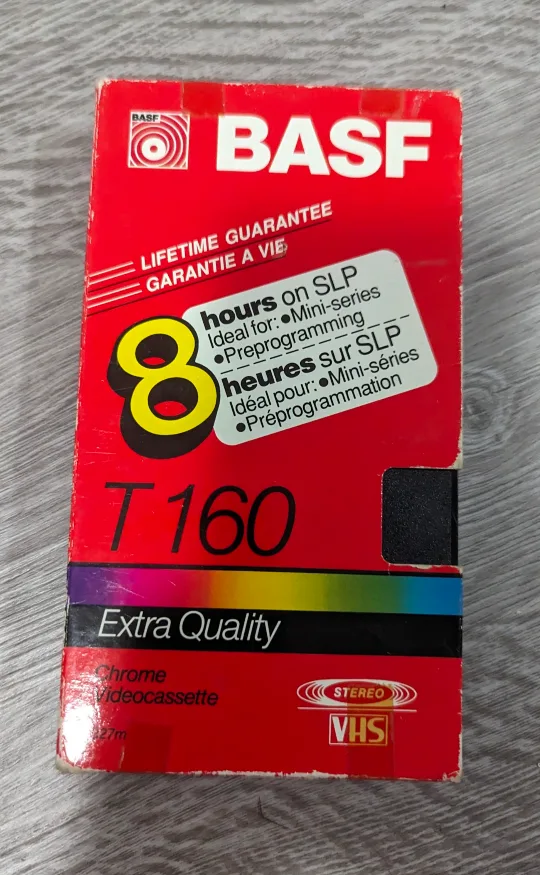 BASF
BASF
LIFETIME GUARANTEE
GARANTIE A VIE
8
hours on SLP
Ideal for: •Mini-series
•Preprogramming
heures sur SLP
Idéal pour: •Mini-séries
•Préprogrammation
T 160
Extra Quality
Chrome
Videocassette
STEREO
VHS